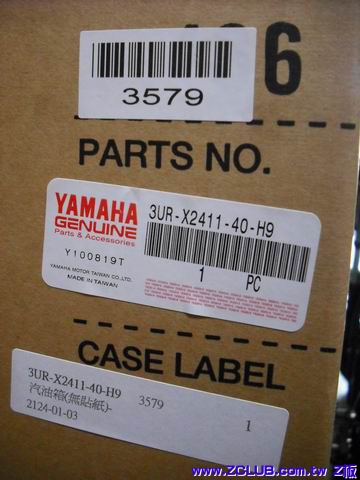 3579
PARTS NO.
YAMAHA
GENUINE
Parts & Accessories
Y100819T
YAMAHA MOTOR TAIWAN CO.,LTD.
MADE IN TAIWAN
3UR-X2411-40-H9
1 PC
CASE LABEL
3UR-X2411-40-H9 3579
汽油箱(無貼紙)-
2124-01-03 1
www.ZCLUB.com.tw Z版